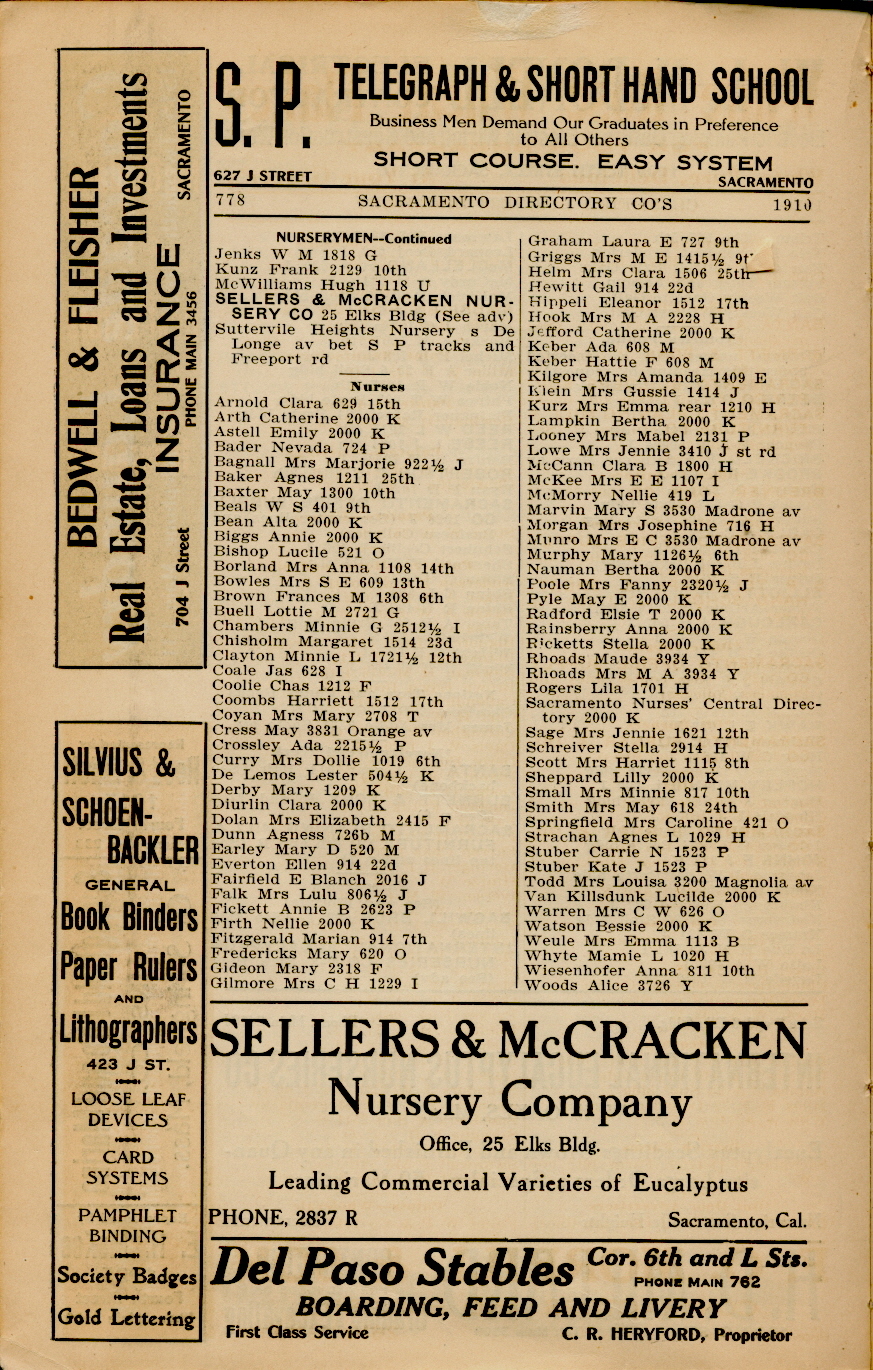 BEDWELL & FLEISHER
Real Estate, Loans and Investments
INSURANCE
704 J Street
PHONE MAIN 3456
SACRAMENTO
SILVIUS &
SCHOEN-
BACKLER
GENERAL
Book Binders
Paper Rulers
AND
Lithographers
423 J ST.
LOOSE LEAF
DEVICES
CARD
SYSTEMS
PAMPHLET
BINDING
Society Badges
Gold Lettering
S. P.
TELEGRAPH & SHORT HAND SCHOOL
Business Men Demand Our Graduates in Preference
to All Others
SHORT COURSE. EASY SYSTEM
627 J STREET
SACRAMENTO
778 SACRAMENTO DIRECTORY CO'S 1910
NURSERYMEN--Continued
Jenks W M 1818 G
Kunz Frank 2129 10th
McWilliams Hugh 1118 U
SELLERS & McCRACKEN NUR-
SERY CO 25 Elks Bldg (See adv)
Sutterville Heights Nursery s De
Longe av bet S P tracks and
Freeport rd
Nurses
Arnold Clara 629 15th
Arth Catherine 2000 K
Astell Emily 2000 K
Bader Nevada 724 P
Bagnall Mrs Marjorie 922½ J
Baker Agnes 1211 25th
Baxter May 1300 10th
Beals W S 401 9th
Bean Alta 2000 K
Biggs Annie 2000 K
Bishop Lucile 521 O
Borland Mrs Anna 1108 14th
Bowles Mrs S E 609 13th
Brown Frances M 1308 6th
Buell Lottie M 2721 G
Chambers Minnie G 2512½ I
Chisholm Margaret 1514 23d
Clayton Minnie L 1721½ 12th
Coale Jas 628 I
Coolie Chas 1212 F
Coombs Harriett 1512 17th
Coyan Mrs Mary 2708 T
Cress May 3831 Orange av
Crossley Ada 2215½ P
Curry Mrs Dollie 1019 6th
De Lemos Lester 504½ K
Derby Mary 1209 K
Diurlin Clara 2000 K
Dolan Mrs Elizabeth 2415 F
Dunn Agness 726b M
Earley Mary D 520 M
Everton Ellen 914 22d
Fairfield E Blanch 2016 J
Falk Mrs Lulu 806½ J
Fickett Annie B 2623 P
Firth Nellie 2000 K
Fitzgerald Marian 914 7th
Fredericks Mary 620 O
Gideon Mary 2318 F
Gilmore Mrs C H 1229 I
Graham Laura E 727 9th
Griggs Mrs M E 1415½
Helm Mrs Clara 1506 25th
Hewitt Gail 914 22d
Hippeli Eleanor 1512 17th
Hook Mrs M A 2228 H
Jefford Catherine 2000 K
Keber Ada 608 M
Keber Hattie F 608 M
Kilgore Mrs Amanda 1409 E
Klein Mrs Gussie 1414 J
Kurz Mrs Emma rear 1210 H
Lampkin Bertha 2000 K
Looney Mrs Mabel 2131 P
Lowe Mrs Jennie 3410 J st rd
McCann Clara B 1800 H
McKee Mrs E E 1107 I
McMorry Nellie 419 L
Marvin Mary S 3530 Madrone av
Morgan Mrs Josephine 716 H
Munro Mrs E C 3530 Madrone av
Murphy Mary 1126½ 6th
Nauman Bertha 2000 K
Poole Mrs Fanny 2320½ J
Pyle May E 2000 K
Radford Elsie T 2000 K
Rainsberry Anna 2000 K
Ricketts Stella 2000 K
Rhoads Maude 3934 Y
Rhoads Mrs M A 3934 Y
Rogers Lila 1701 H
Sacramento Nurses' Central Direc-
tory 2000 K
Sage Mrs Jennie 1621 12th
Schreiver Stella 2914 H
Scott Mrs Harriet 1115 8th
Sheppard Lilly 2000 K
Small Mrs Minnie 817 10th
Smith Mrs May 618 24th
Springfield Mrs Caroline 421 O
Strachan Agnes L 1029 H
Stuber Carrie N 1523 P
Stuber Kate J 1523 P
Todd Mrs Louisa 3200 Magnolia av
Van Killsdunk Lucilde 2000 K
Warren Mrs C W 626 O
Watson Bessie 2000 K
Weule Mrs Emma 1113 B
Whyte Mamie L 1020 H
Wiesenhofer Anna 811 10th
Woods Alice 3726 Y
SELLERS & McCRACKEN
Nursery Company
Office, 25 Elks Bldg.
Leading Commercial Varieties of Eucalyptus
PHONE, 2837 R Sacramento, Cal.
Del Paso Stables
Cor. 6th and L Sts.
PHONE MAIN 762
BOARDING, FEED AND LIVERY
First Class Service C. R. HERYFORD, Proprietor